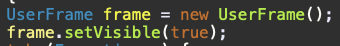 UserFrame frame = new UserFrame();
frame.setVisible(true);